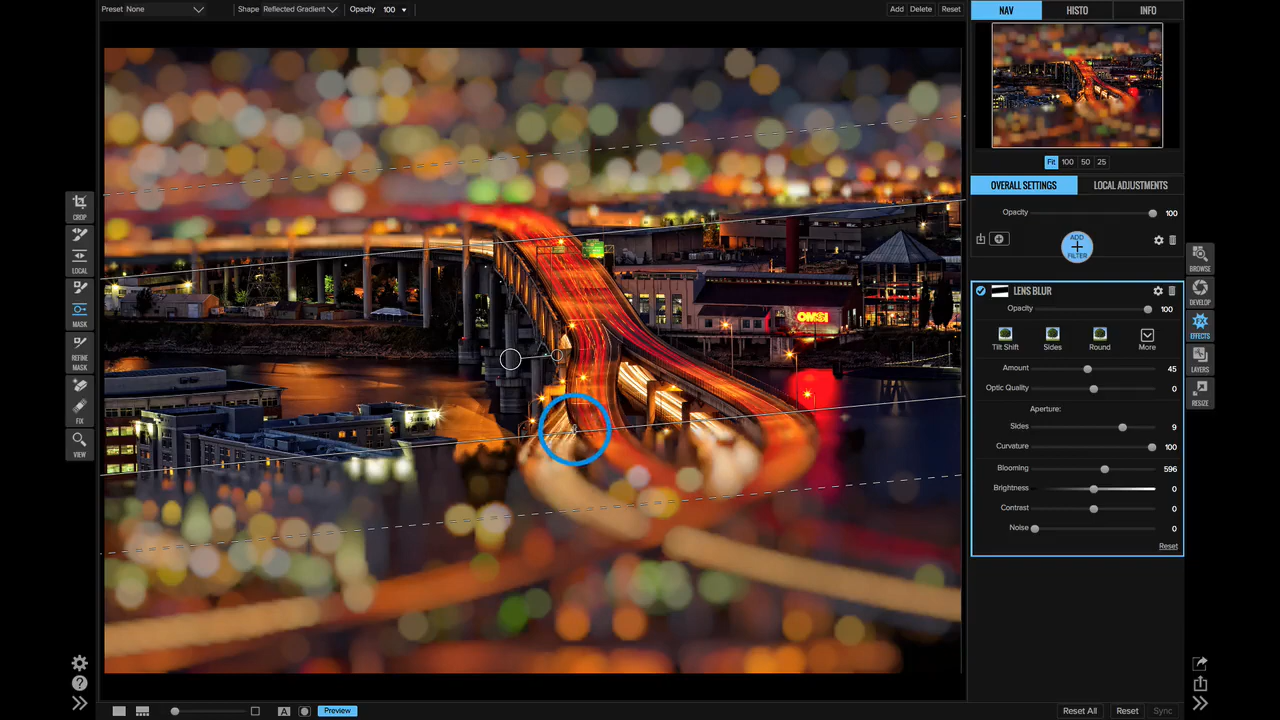 Preset None Shape Reflected Gradient Opacity 100 Add Delete Reset
NAV HISTO INFO
Fit 100 50 25
OVERALL SETTINGS LOCAL ADJUSTMENTS
Opacity 100
ADD
FILTER
LENS BLUR
Opacity 100
Tilt Shift Sides Round More
Amount 45
Optic Quality 0
Aperture:
Sides 9
Curvature 100
Blooming 596
Brightness 0
Contrast 0
Noise 0
Reset
CROP
LOCAL
MASK
REFINE
MASK
FIX
VIEW
BROWSE
DEVELOP
FX
EFFECTS
LAYERS
RESIZE
OMSI
A Preview
Reset All Reset Sync